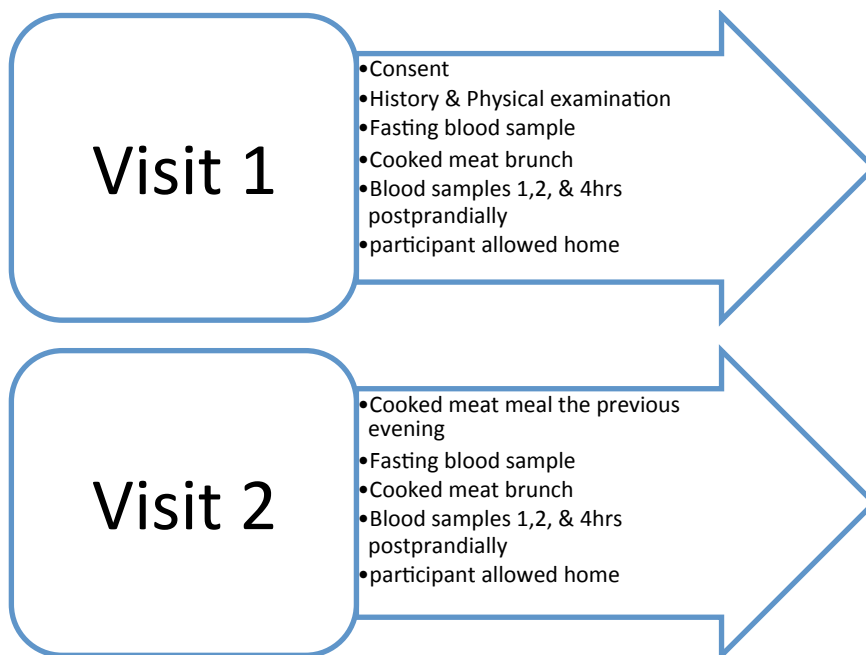 Visit 1
•Consent
•History & Physical examination
•Fasting blood sample
•Cooked meat brunch
•Blood samples 1,2, & 4hrs
postprandially
•participant allowed home
Visit 2
•Cooked meat meal the previous
evening
•Fasting blood sample
•Cooked meat brunch
•Blood samples 1,2, & 4hrs
postprandially
•participant allowed home